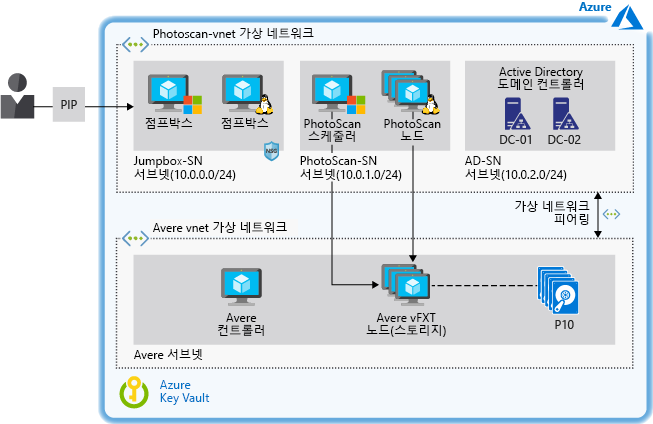 Azure
Photoscan-vnet 가상 네트워크
PIP
점프박스
점프박스
NSG
Jumpbox-SN
서브넷(10.0.0.0/24)
PhotoScan
스케줄러
PhotoScan
노드
PhotoScan-SN
서브넷(10.0.1.0/24)
Active Directory
도메인 컨트롤러
DC-01
DC-02
AD-SN
서브넷(10.0.2.0/24)
가상 네트워크
피어링
Avere vnet 가상 네트워크
Avere
컨트롤러
Avere vFXT
노드(스토리지)
P10
Avere 서브넷
Azure
Key Vault